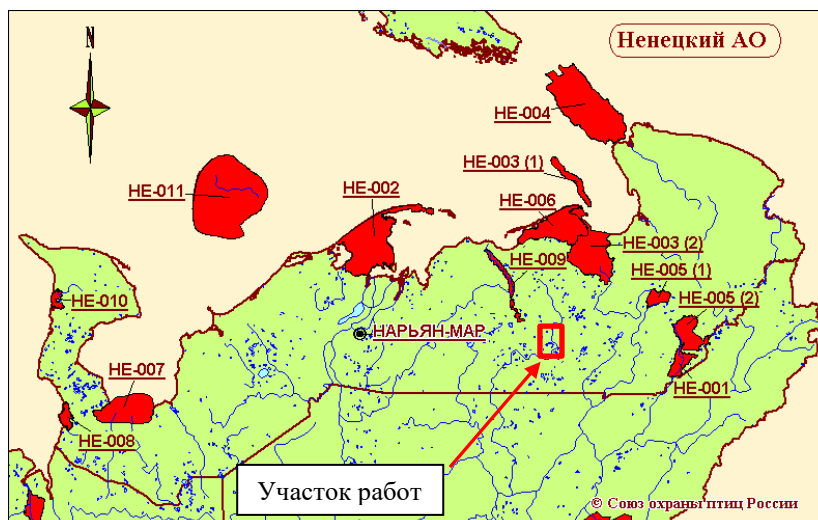 N
Ненецкий АО
НЕ-004
НЕ-003 (1)
НЕ-011
НЕ-002
НЕ-006
НЕ-003 (2)
НЕ-009
НЕ-005 (1)
НЕ-010
НЕ-005 (2)
НАРЬЯН-МАР
НЕ-007
НЕ-001
НЕ-008
Участок работ
© Союз охраны птиц России